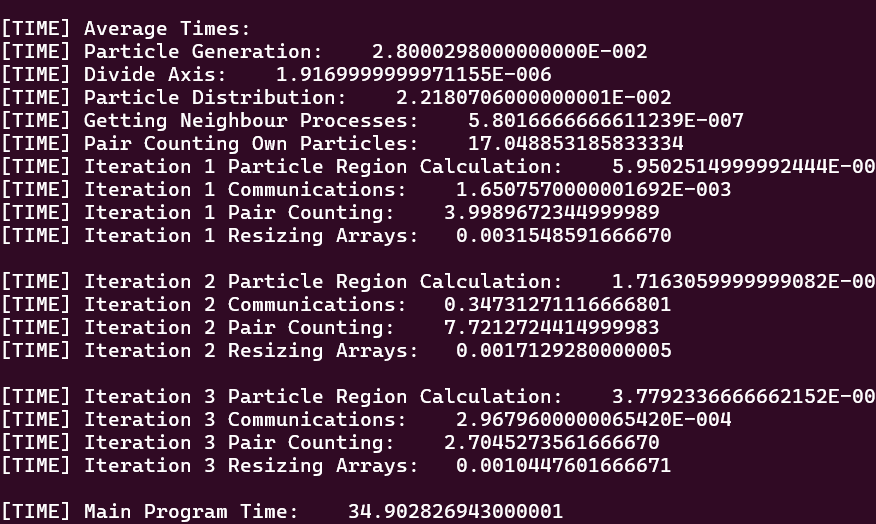 [TIME] Average Times:
[TIME] Particle Generation:    2.8000298000000000E-002
[TIME] Divide Axis:    1.9169999999971155E-006
[TIME] Particle Distribution:    2.2180706000000001E-002
[TIME] Getting Neighbour Processes:    5.8016666666611239E-007
[TIME] Pair Counting Own Particles:    17.048853185833334
[TIME] Iteration 1 Particle Region Calculation:    5.9502514999992444E-00
[TIME] Iteration 1 Communications:    1.6507570000001692E-003
[TIME] Iteration 1 Pair Counting:    3.9989672344999989
[TIME] Iteration 1 Resizing Arrays:   0.0031548591666670
[TIME] Iteration 2 Particle Region Calculation:    1.7163059999999082E-00
[TIME] Iteration 2 Communications:   0.34731271116666801
[TIME] Iteration 2 Pair Counting:    7.7212724414999983
[TIME] Iteration 2 Resizing Arrays:   0.0017129280000005
[TIME] Iteration 3 Particle Region Calculation:    3.7792336666662152E-00
[TIME] Iteration 3 Communications:    2.9679600000065420E-004
[TIME] Iteration 3 Pair Counting:    2.7045273561666670
[TIME] Iteration 3 Resizing Arrays:   0.0010447601666671
[TIME] Main Program Time:    34.902826943000001